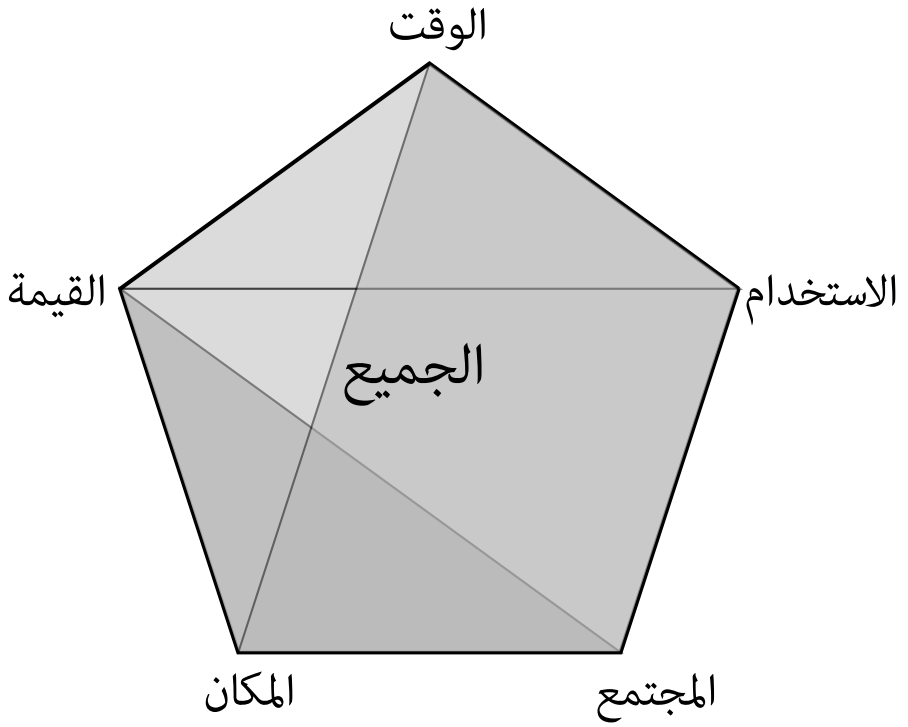 الوقت
الاستخدام
القيمة
الجميع
المجتمع
المكان